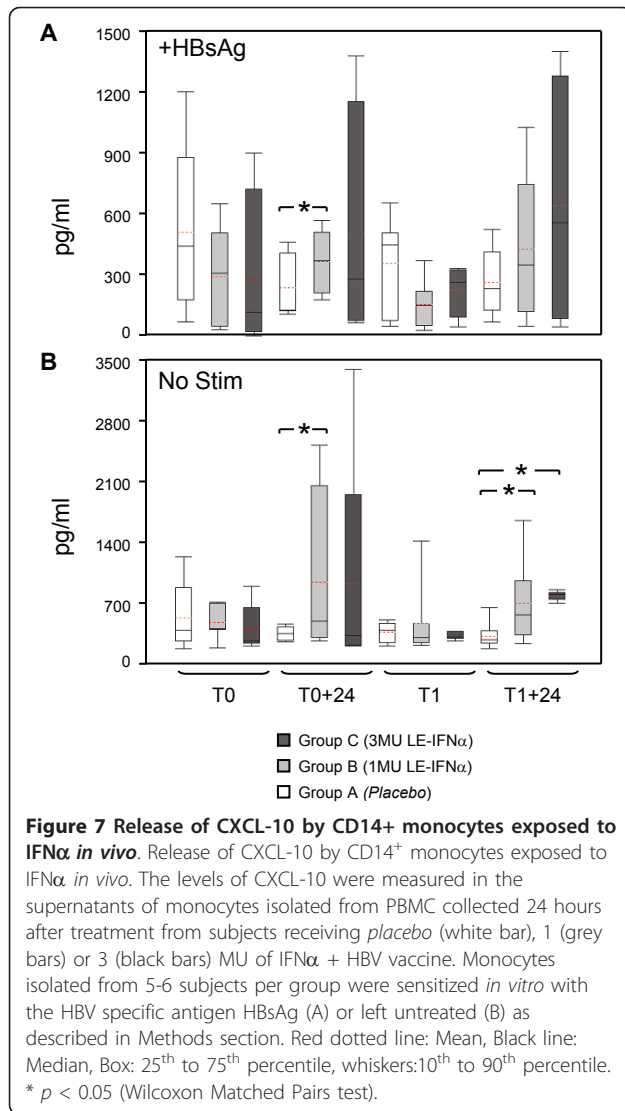 A
+HBsAg
1500
1200
900
600
300
0
pg/ml
*
B
No Stim
3500
2800
2100
1400
700
0
pg/ml
*
*
*
T0 T0+24 T1 T1+24
Group C (3MU LE-IFNα)
Group B (1MU LE-IFNα)
Group A (Placebo)
Figure 7 Release of CXCL-10 by CD14+ monocytes exposed to
IFNα in vivo. Release of CXCL-10 by CD14+ monocytes exposed to
IFNα in vivo. The levels of CXCL-10 were measured in the
supernatants of monocytes isolated from PBMC collected 24 hours
after treatment from subjects receiving placebo (white bar), 1 (grey
bars) or 3 (black bars) MU of IFNα + HBV vaccine. Monocytes
isolated from 5-6 subjects per group were sensitized in vitro with
the HBV specific antigen HBsAg (A) or left untreated (B) as
described in Methods section. Red dotted line: Mean, Black line:
Median, Box: 25th to 75th percentile, whiskers:10th to 90th percentile.
* p < 0.05 (Wilcoxon Matched Pairs test).